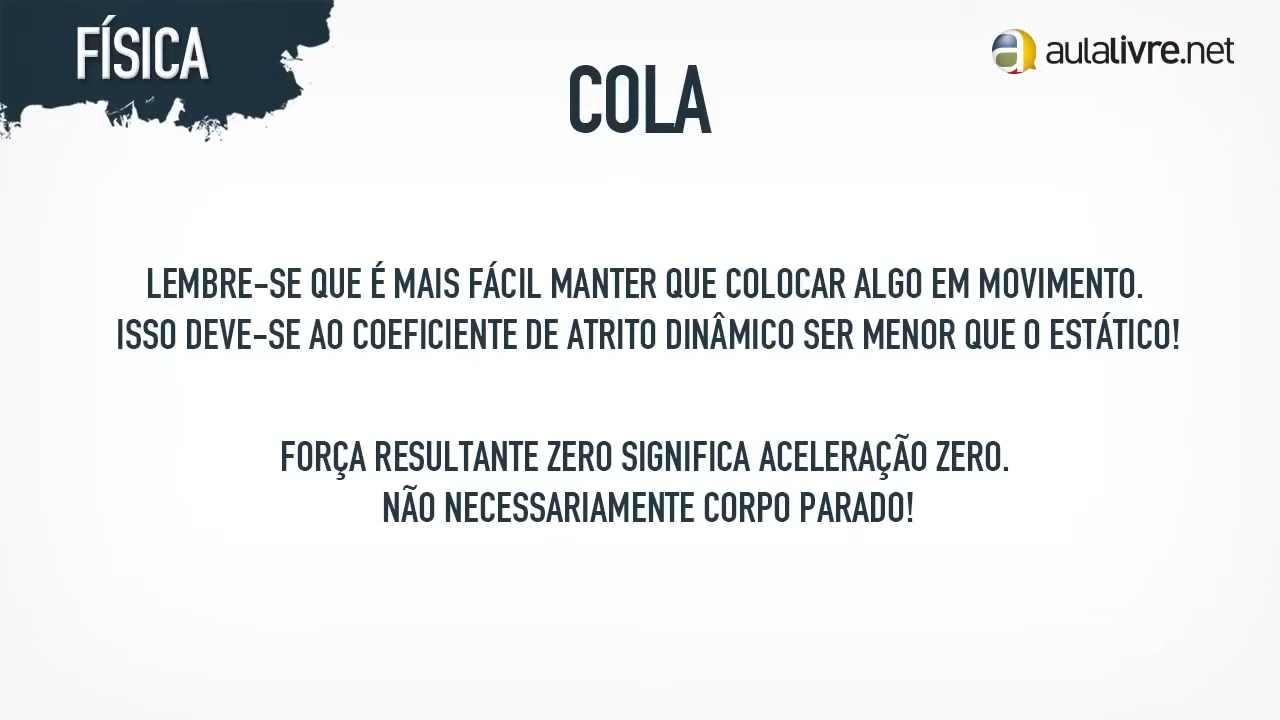 FÍSICA
aulalivre.net
COLA
LEMBRE-SE QUE É MAIS FÁCIL MANTER QUE COLOCAR ALGO EM MOVIMENTO.
ISSO DEVE-SE AO COEFICIENTE DE ATRITO DINÂMICO SER MENOR QUE O ESTÁTICO!
FORÇA RESULTANTE ZERO SIGNIFICA ACELERAÇÃO ZERO.
NÃO NECESSARIAMENTE CORPO PARADO!